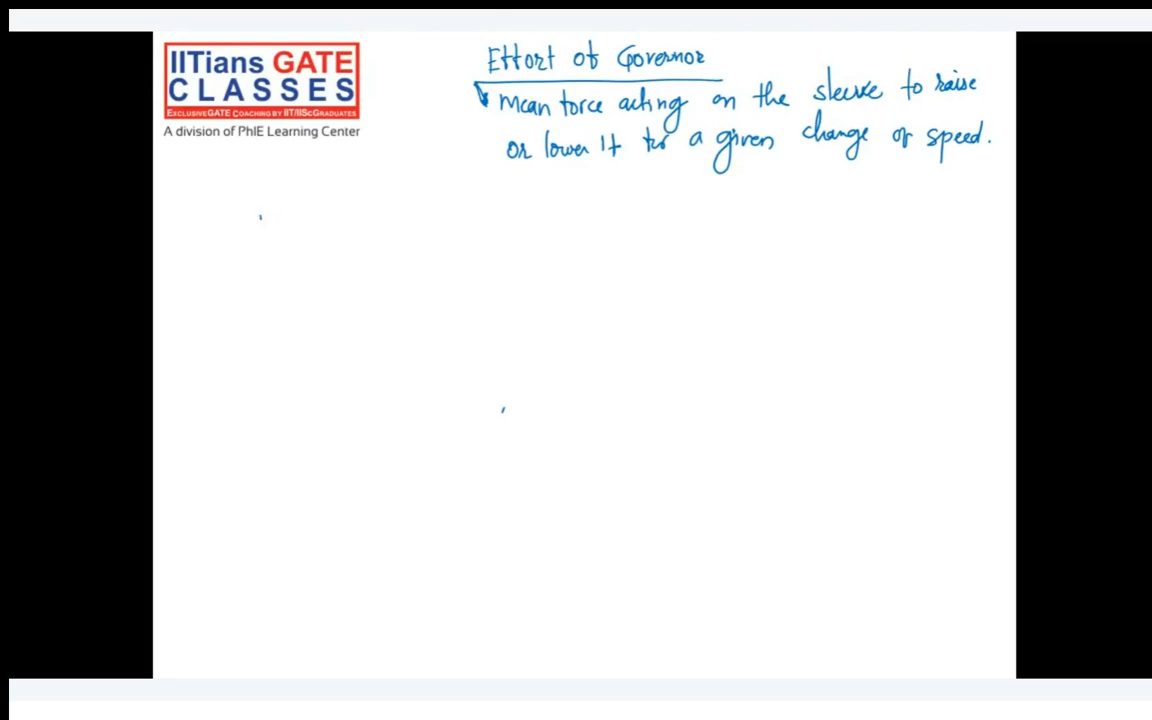 IITians GATE
CLASSES
EXCLUSIVE GATE COACHING BY IIT/IISc GRADUATES
A division of PhIE Learning Center
Effort of Governor
Mean force acting on the sleeve to raise
or lower it for a given change of speed.